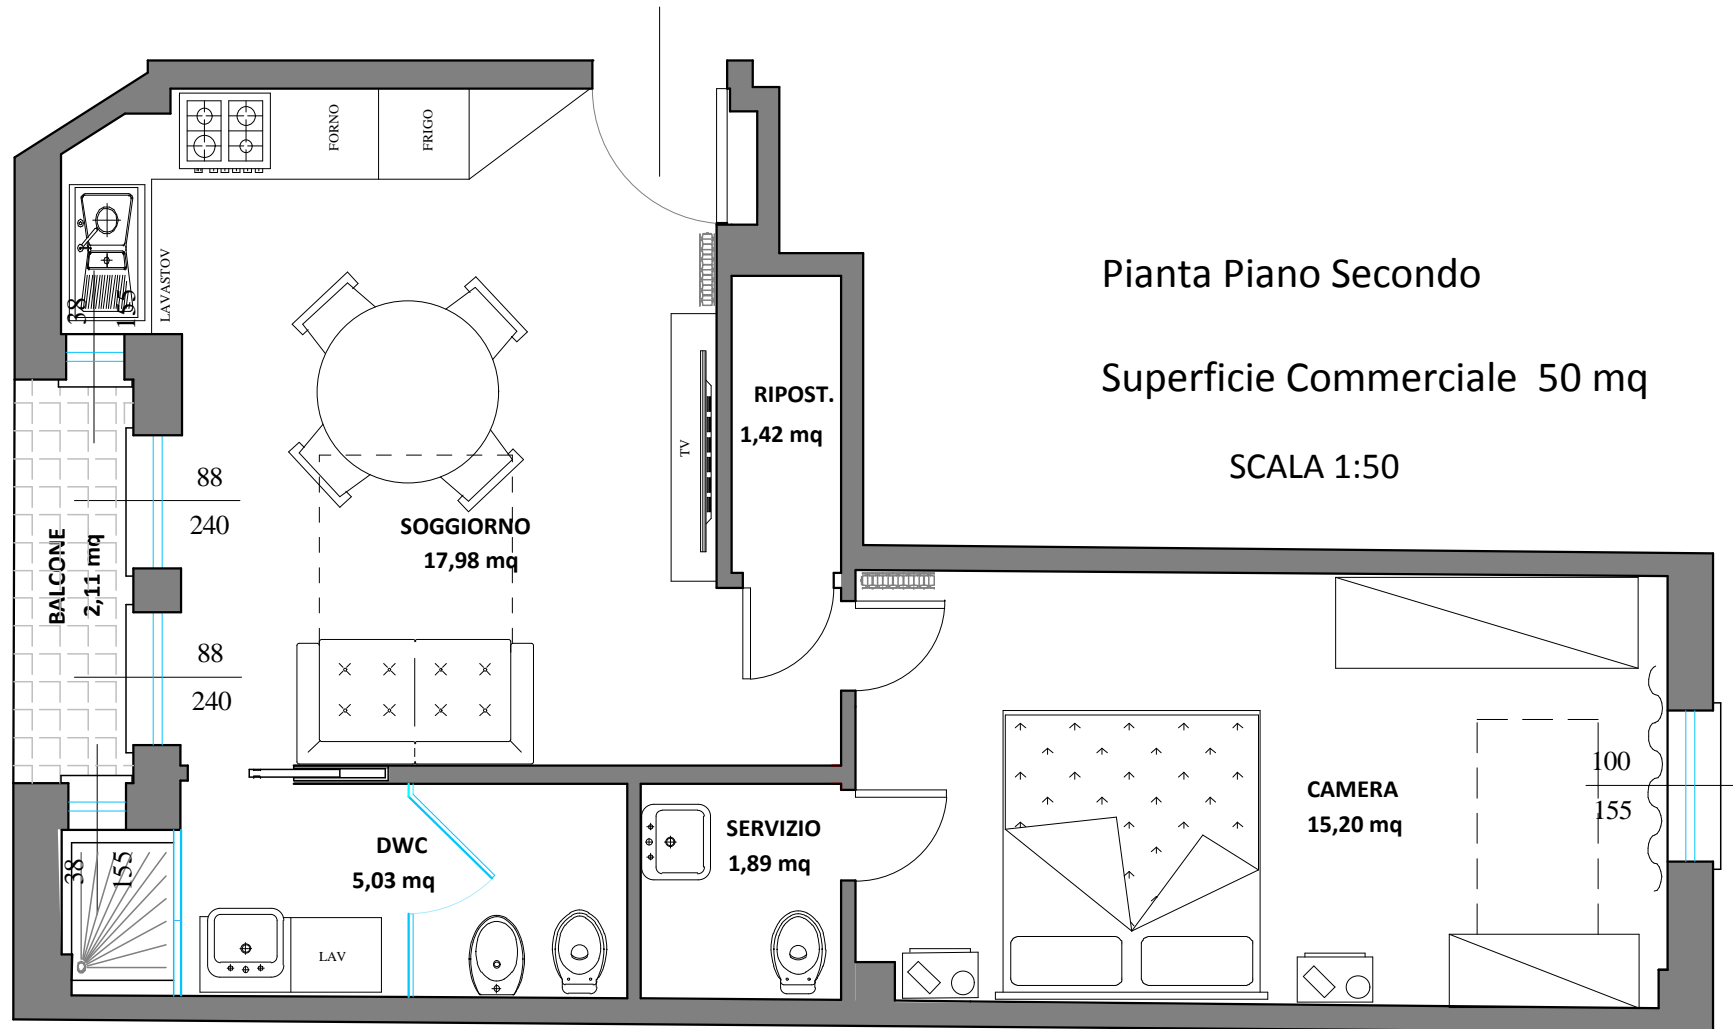 FORNO
FRIGO
LAVASTOV
38
155
Pianta Piano Secondo
Superficie Commerciale 50 mq
SCALA 1:50
RIPOST.
1,42 mq
TV
88
240
SOGGIORNO
17,98 mq
BALCONE
2,11 mq
88
240
100
155
CAMERA
15,20 mq
SERVIZIO
1,89 mq
DWC
5,03 mq
38
155
LAV